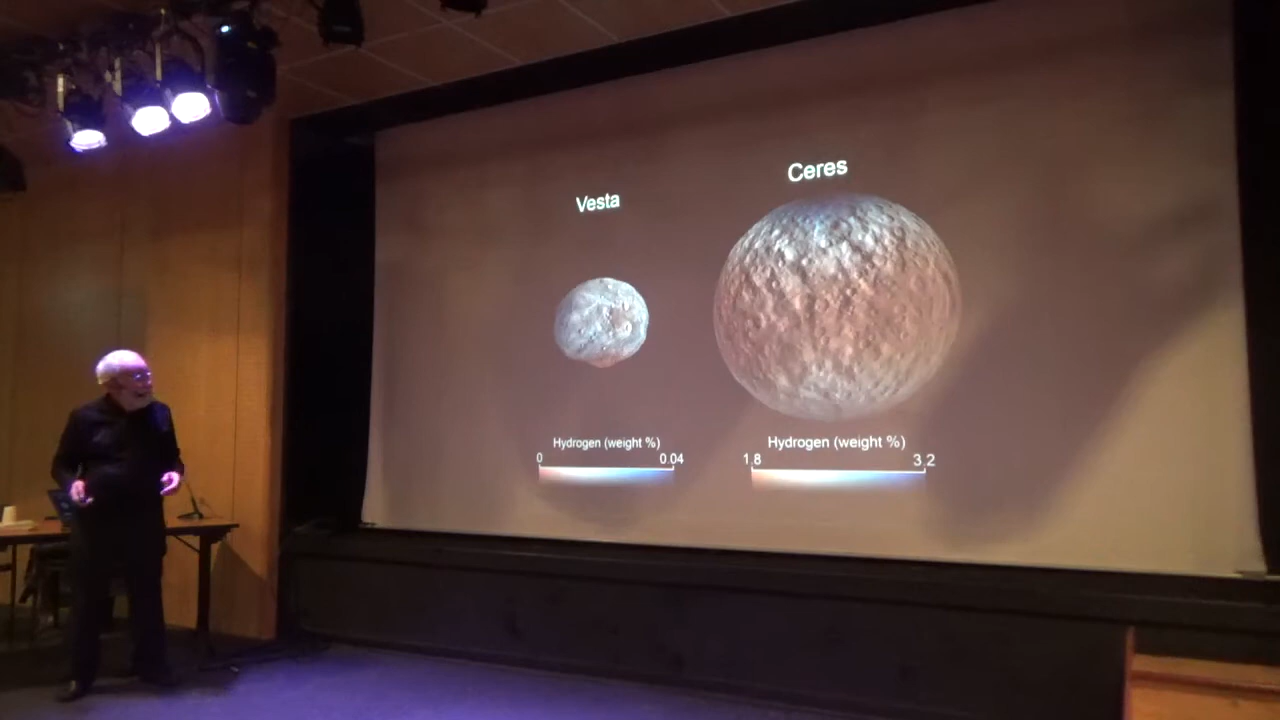 Vesta
Ceres
Hydrogen (weight %)
0 0.04
Hydrogen (weight %)
1.8 3.2